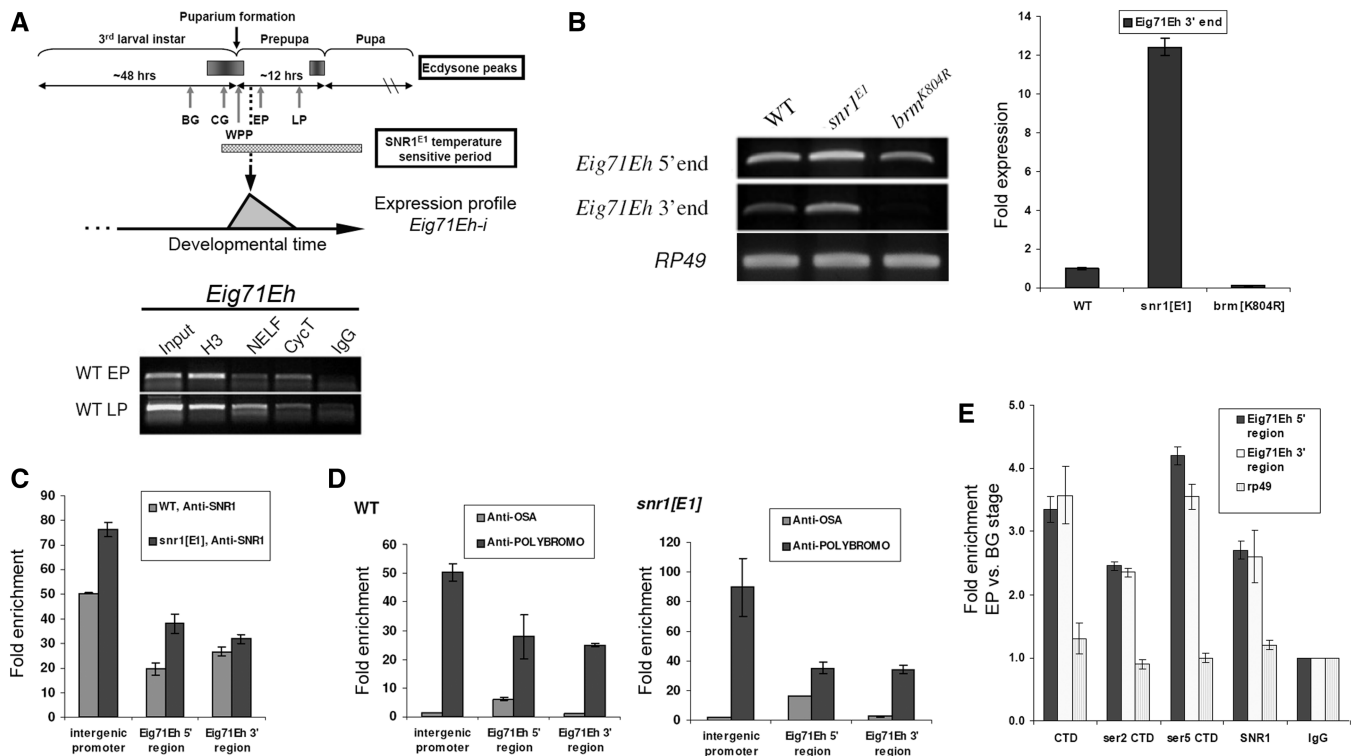 A
Puparium formation
3rd larval instar
Prepupa
Pupa
Ecdysone peaks
~48 hrs
~12 hrs
BG
CG
WPP
EP
LP
SNR1E1 temperature
sensitive period
Expression profile
Eig71Eh-i
. . .
Developmental time
Eig71Eh
Input
H3
NELF
CycT
IgG
WT EP
WT LP
B
WT
snr1E1
brmK804R
Eig71Eh 5’end
Eig71Eh 3’end
RP49
Eig71Eh 3' end
Fold expression
14
12
10
8
6
4
2
0
WT
snr1[E1]
brm[K804R]
C
WT, Anti-SNR1
snr1[E1], Anti-SNR1
Fold enrichment
90
80
70
60
50
40
30
20
10
0
intergenic promoter
Eig71Eh 5' region
Eig71Eh 3' region
D
WT
Anti-OSA
Anti-POLYBROMO
Fold enrichment
60
50
40
30
20
10
0
intergenic promoter
Eig71Eh 5' region
Eig71Eh 3' region
snr1[E1]
Anti-OSA
Anti-POLYBROMO
Fold enrichment
120
100
80
60
40
20
0
intergenic promoter
Eig71Eh 5' region
Eig71Eh 3' region
E
Eig71Eh 5' region
Eig71Eh 3' region
rp49
Fold enrichment
EP vs. BG stage
5.0
4.0
3.0
2.0
1.0
0.0
CTD
ser2 CTD
ser5 CTD
SNR1
IgG